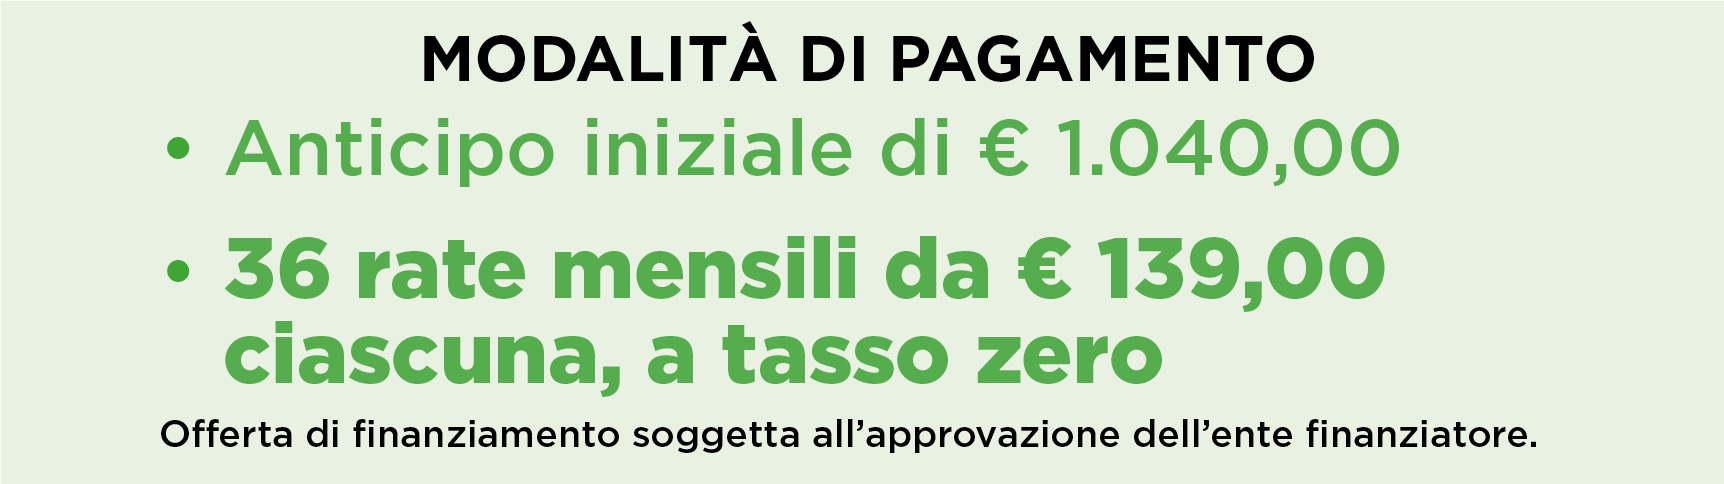 MODALITÀ DI PAGAMENTO
• Anticipo iniziale di € 1.040,00
• 36 rate mensili da € 139,00
ciascuna, a tasso zero
Offerta di finanziamento soggetta all’approvazione dell’ente finanziatore.